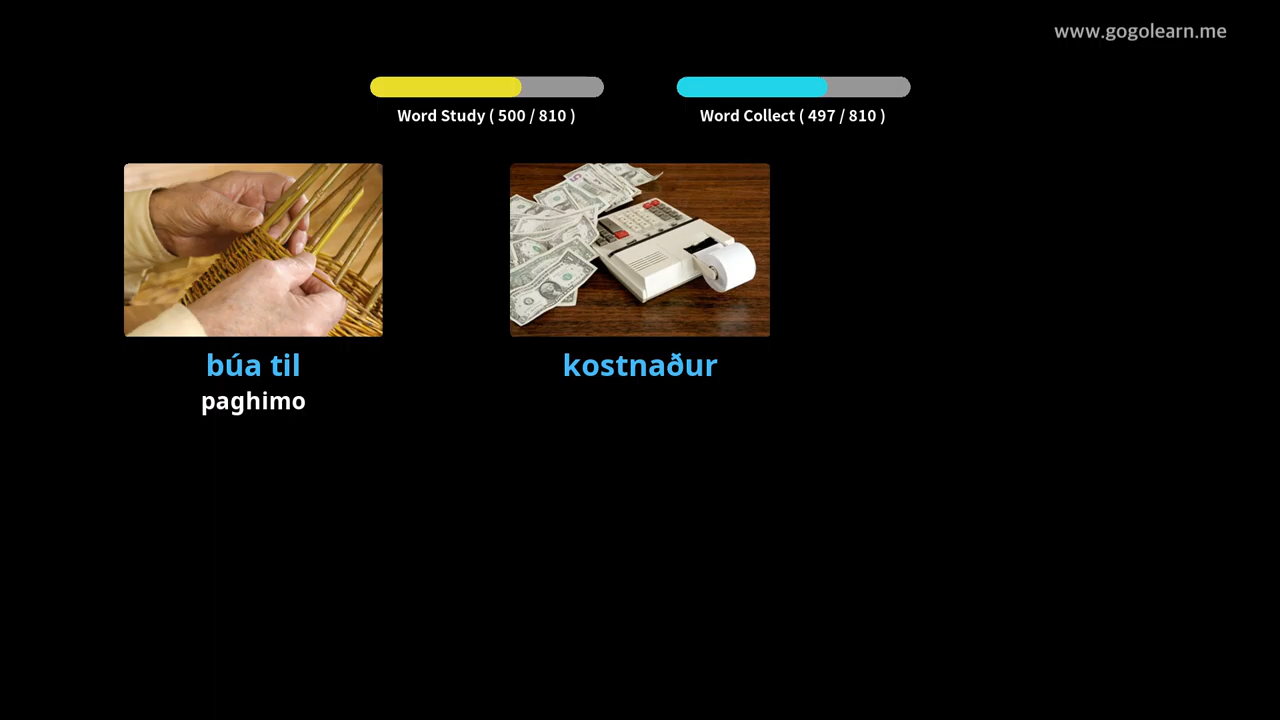 www.gogolearn.me
Word Study ( 500 / 810 )
Word Collect ( 497 / 810 )
búa til
paghimo
kostnaður